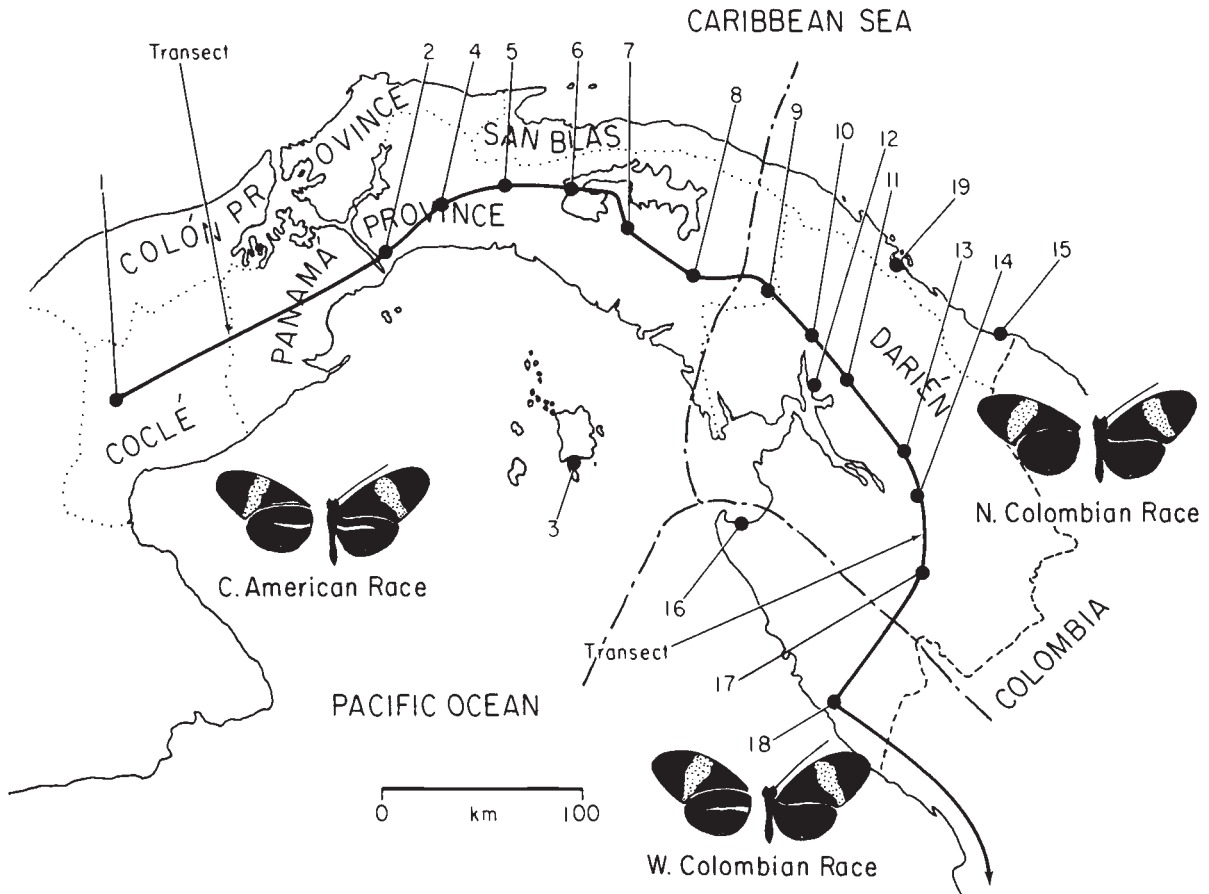 CARIBBEAN SEA
Transect
2
4
5
6
7
8
9
10
12
11
19
13
14
15
COLÓN PROVINCE
SAN BLAS
PANAMÁ PROVINCE
COCLÉ
DARIÉN
3
C. American Race
N. Colombian Race
16
Transect
17
COLOMBIA
PACIFIC OCEAN
18
0 km 100
W. Colombian Race